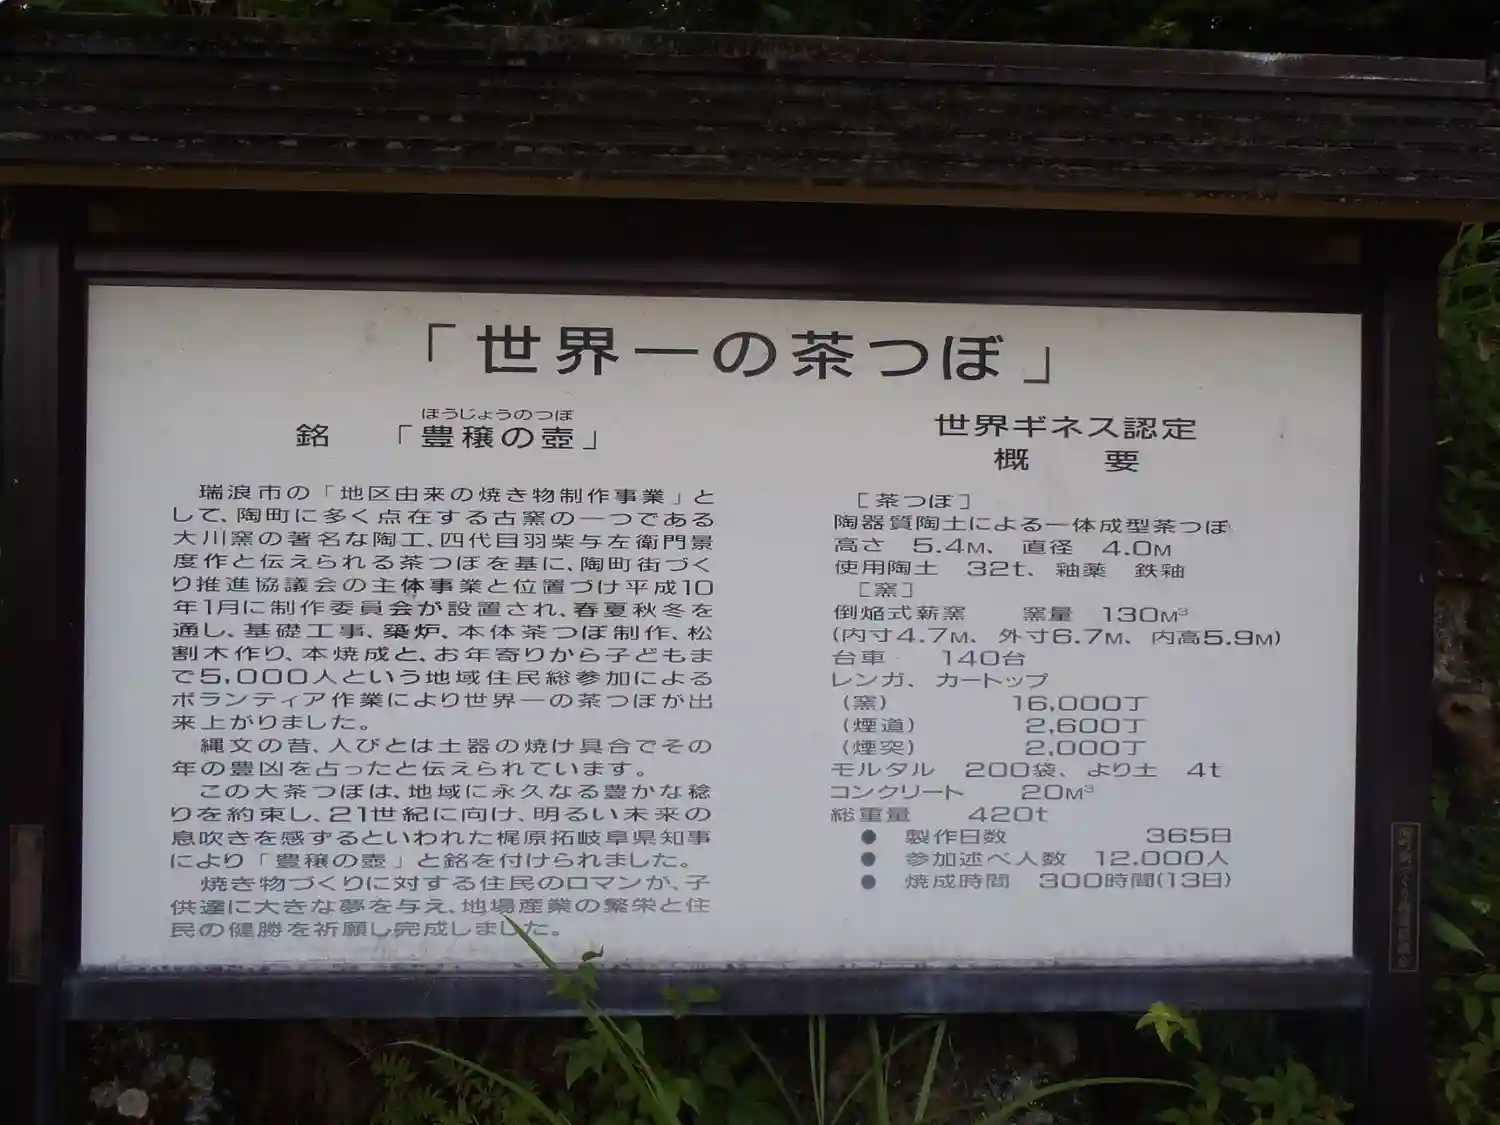 「世界一の茶つぼ」
ほうじょうのつぼ
銘 「豊穣の壺」
瑞浪市の「地区由来の焼き物制作事業」と
して、陶町に多く点在する古窯の一つである
大川窯の著名な陶工、四代目羽柴与左衛門景
度作と伝えられる茶つぼを基に、陶町街づく
り推進協議会の主体事業と位置づけ平成10
年1月に制作委員会が設置され、春夏秋冬を
通し、基礎工事、築炉、本体茶つぼ制作、松
割木作り、本焼成と、お年寄りから子どもま
で5,000人という地域住民総参加による
ボランティア作業により世界一の茶つぼが出
来上がりました。
縄文の昔、人びとは土器の焼け具合でその
年の豊凶を占ったと伝えられています。
この大茶つぼは、地域に永久なる豊かな稔
りを約束し、21世紀に向け、明るい未来の
息吹きを感ずるといわれた梶原拓岐阜県知事
により「豊穣の壺」と銘を付けられました。
焼き物づくりに対する住民のロマンが、子
供達に大きな夢を与え、地場産業の繁栄と住
民の健勝を祈願し完成しました。
世界ギネス認定
概 要
［茶つぼ］
陶器質陶土による一体成型茶つぼ
高さ 5.4M、直径 4.0M
使用陶土 32t、釉薬 鉄釉
［窯］
倒焔式薪窯 窯量 130M³
(内寸4.7M、外寸6.7M、内高5.9M)
台車 140台
レンガ、カートップ
(窯) 16,000丁
(煙道) 2,600丁
(煙突) 2,000丁
モルタル 200袋、より土 4t
コンクリート 20M³
総重量 420t
● 製作日数 365日
● 参加述べ人数 12,000人
● 焼成時間 300時間(13日)